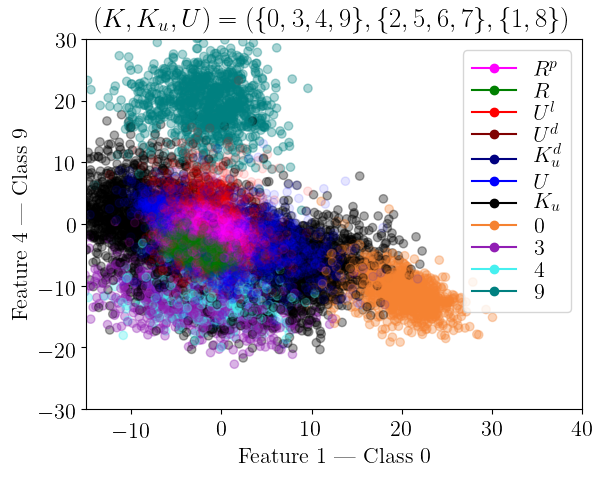 (K, K_u, U) = ({0, 3, 4, 9}, {2, 5, 6, 7}, {1, 8})
30
20
10
0
−10
−20
−30
Feature 4 — Class 9
R^p
R
U^l
U^d
K_u^d
U
K_u
0
3
4
9
−10
0
10
20
30
40
Feature 1 — Class 0